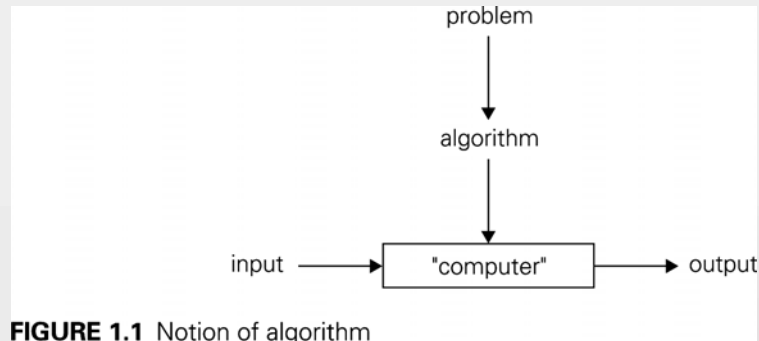 problem
algorithm
input "computer" output
FIGURE 1.1 Notion of algorithm